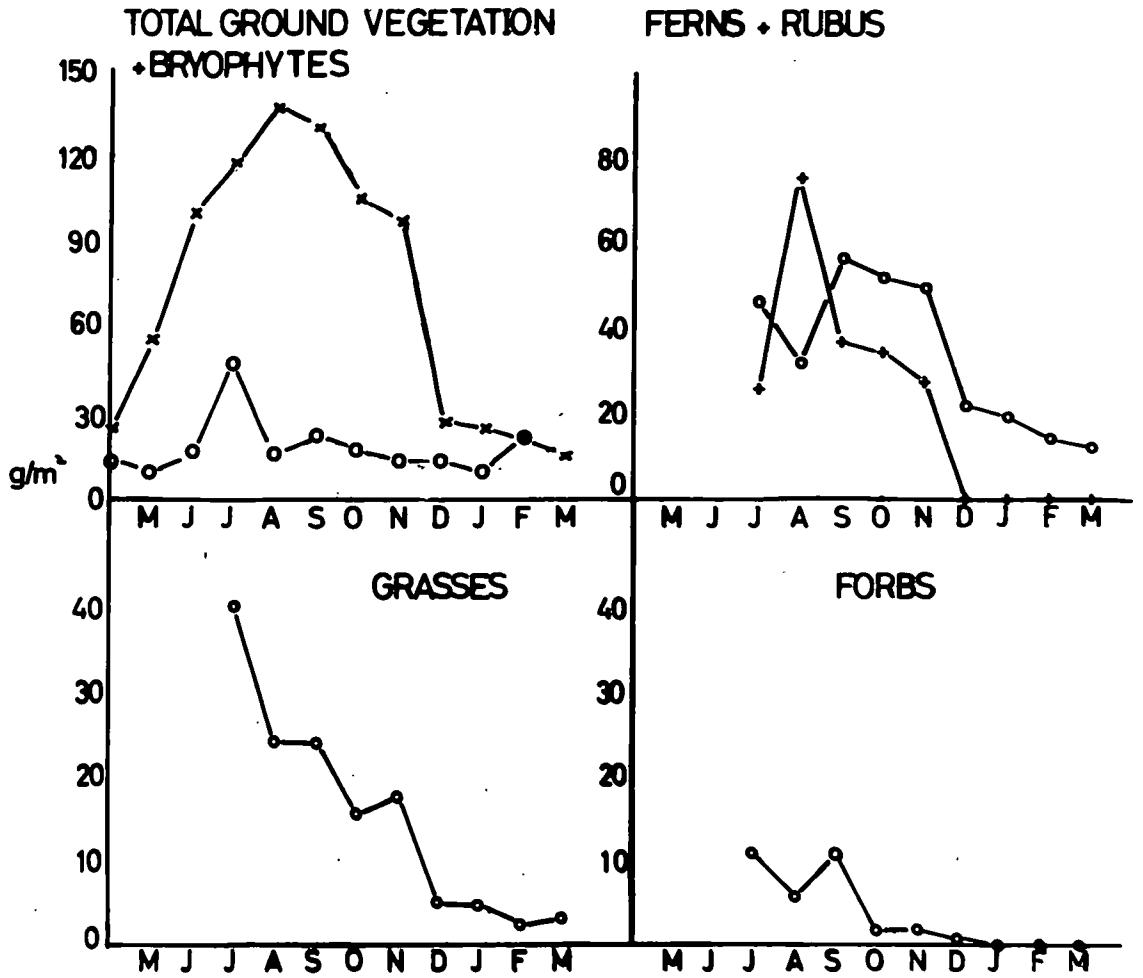 TOTAL GROUND VEGETATION
+BRYOPHYTES
150
120
90
60
30
g/m²
0
M J J A S O N D J F M
FERNS + RUBUS
80
60
40
20
0
M J J A S O N D J F M
GRASSES
40
30
20
10
0
M J J A S O N D J F M
FORBS
40
30
20
10
0
M J J A S O N D J F M